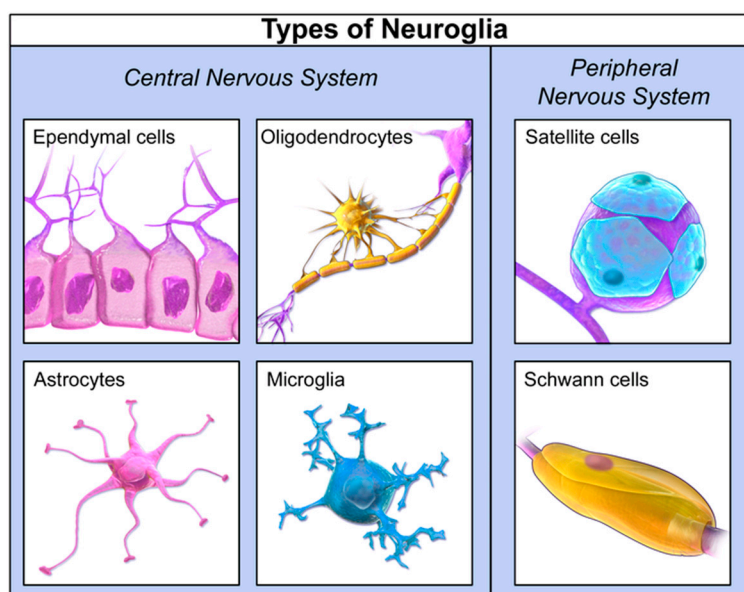 Types of Neuroglia
Central Nervous System
Peripheral
Nervous System
Ependymal cells
Oligodendrocytes
Satellite cells
Astrocytes
Microglia
Schwann cells